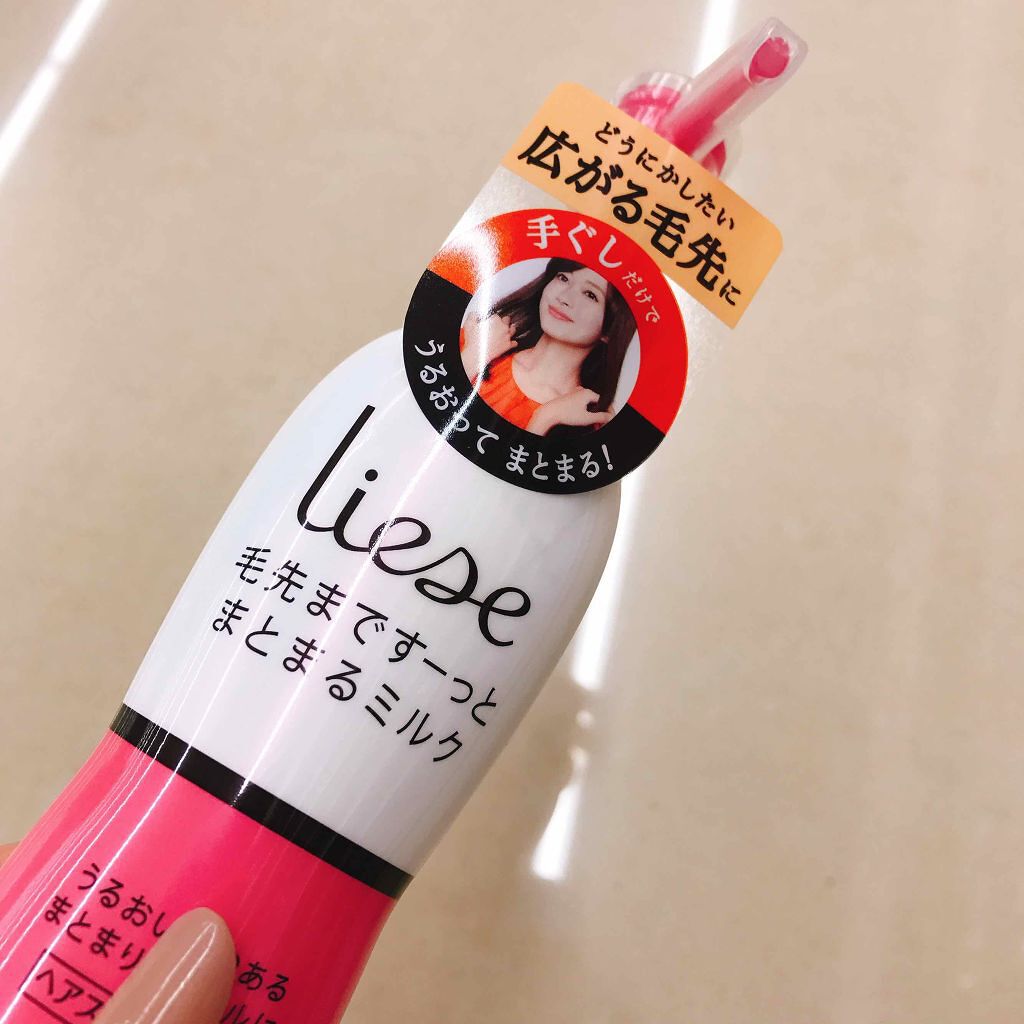 どうにかしたい
広がる毛先に
手ぐしだけで
うるおって まとまる!
liese
毛先まですーっと
まとまるミルク
うるおい
ある
まとまり
ヘアス